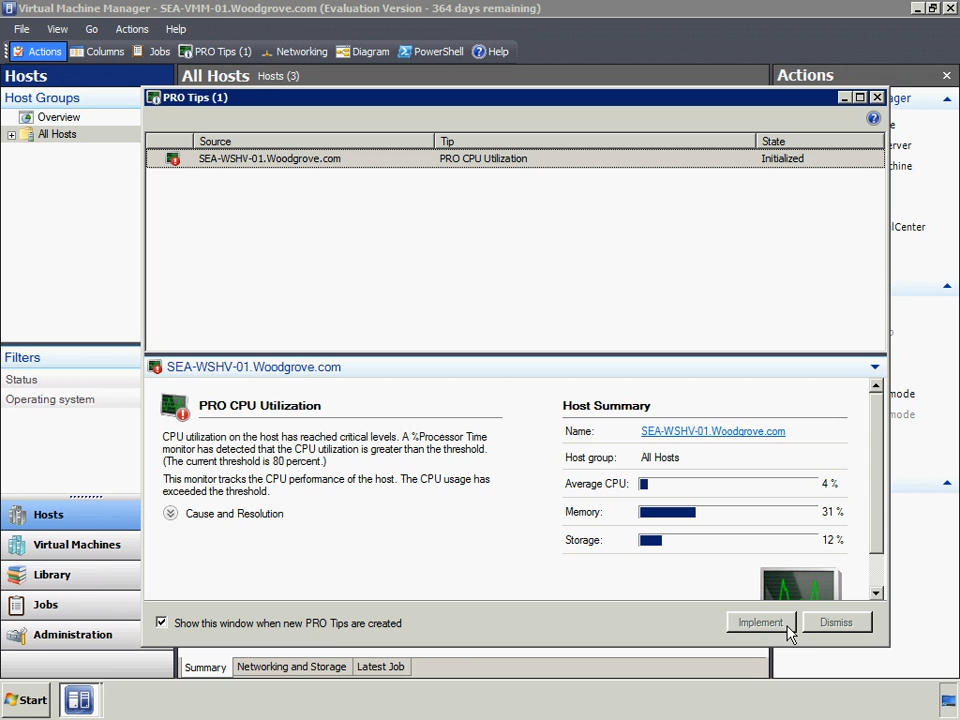 Virtual Machine Manager - SEA-VMM-01.Woodgrove.com (Evaluation Version - 364 days remaining)
File View Go Actions Help
Actions Columns Jobs PRO Tips (1) Networking Diagram PowerShell Help
Hosts
All Hosts Hosts (3)
Actions
Host Groups
Overview
All Hosts
PRO Tips (1)
Source Tip State
SEA-WSHV-01.Woodgrove.com PRO CPU Utilization Initialized
Filters
Status
Operating system
SEA-WSHV-01.Woodgrove.com
PRO CPU Utilization
CPU utilization on the host has reached critical levels. A %Processor Time
monitor has detected that the CPU utilization is greater than the threshold.
(The current threshold is 80 percent.)
This monitor tracks the CPU performance of the host. The CPU usage has
exceeded the threshold.
Cause and Resolution
Host Summary
Name: SEA-WSHV-01.Woodgrove.com
Host group: All Hosts
Average CPU: 4 %
Memory: 31 %
Storage: 12 %
Hosts
Virtual Machines
Library
Jobs
Administration
Show this window when new PRO Tips are created
Implement Dismiss
Summary Networking and Storage Latest Job
Start